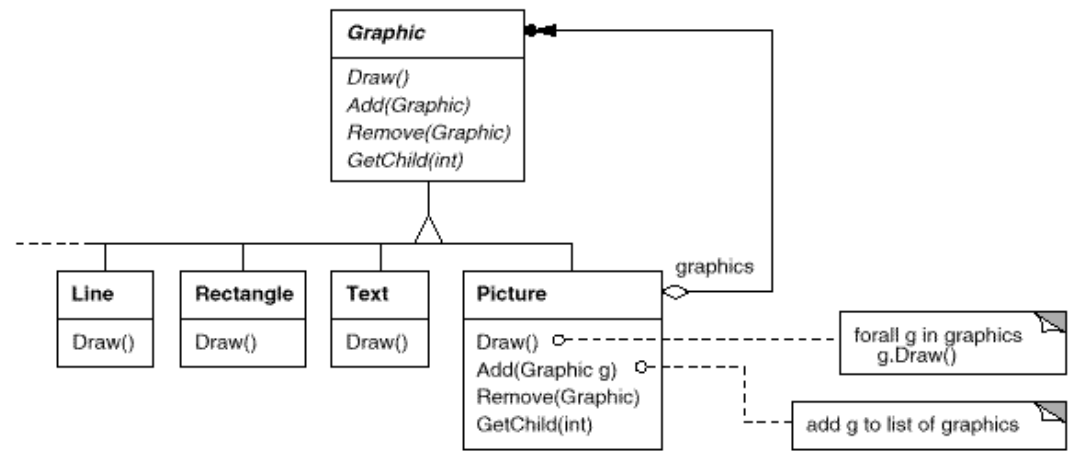 Graphic
Draw()
Add(Graphic)
Remove(Graphic)
GetChild(int)
graphics
Line
Draw()
Rectangle
Draw()
Text
Draw()
Picture
Draw()
Add(Graphic g)
Remove(Graphic)
GetChild(int)
forall g in graphics
g.Draw()
add g to list of graphics